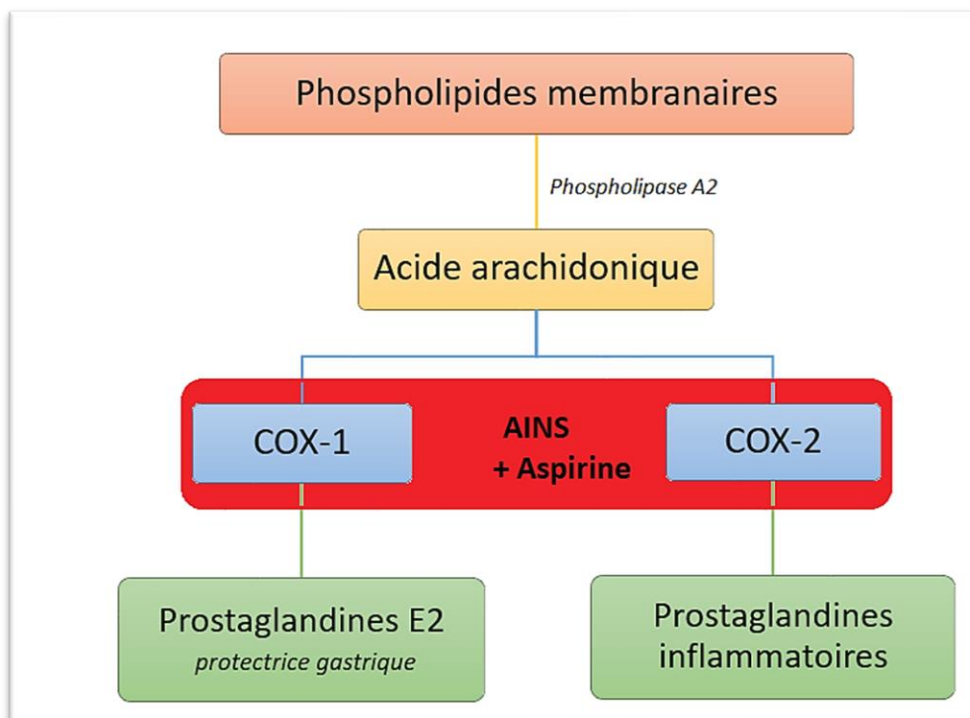 Phospholipides membranaires
Phospholipase A2
Acide arachidonique
COX-1
AINS
+ Aspirine
COX-2
Prostaglandines E2
protectrice gastrique
Prostaglandines
inflammatoires